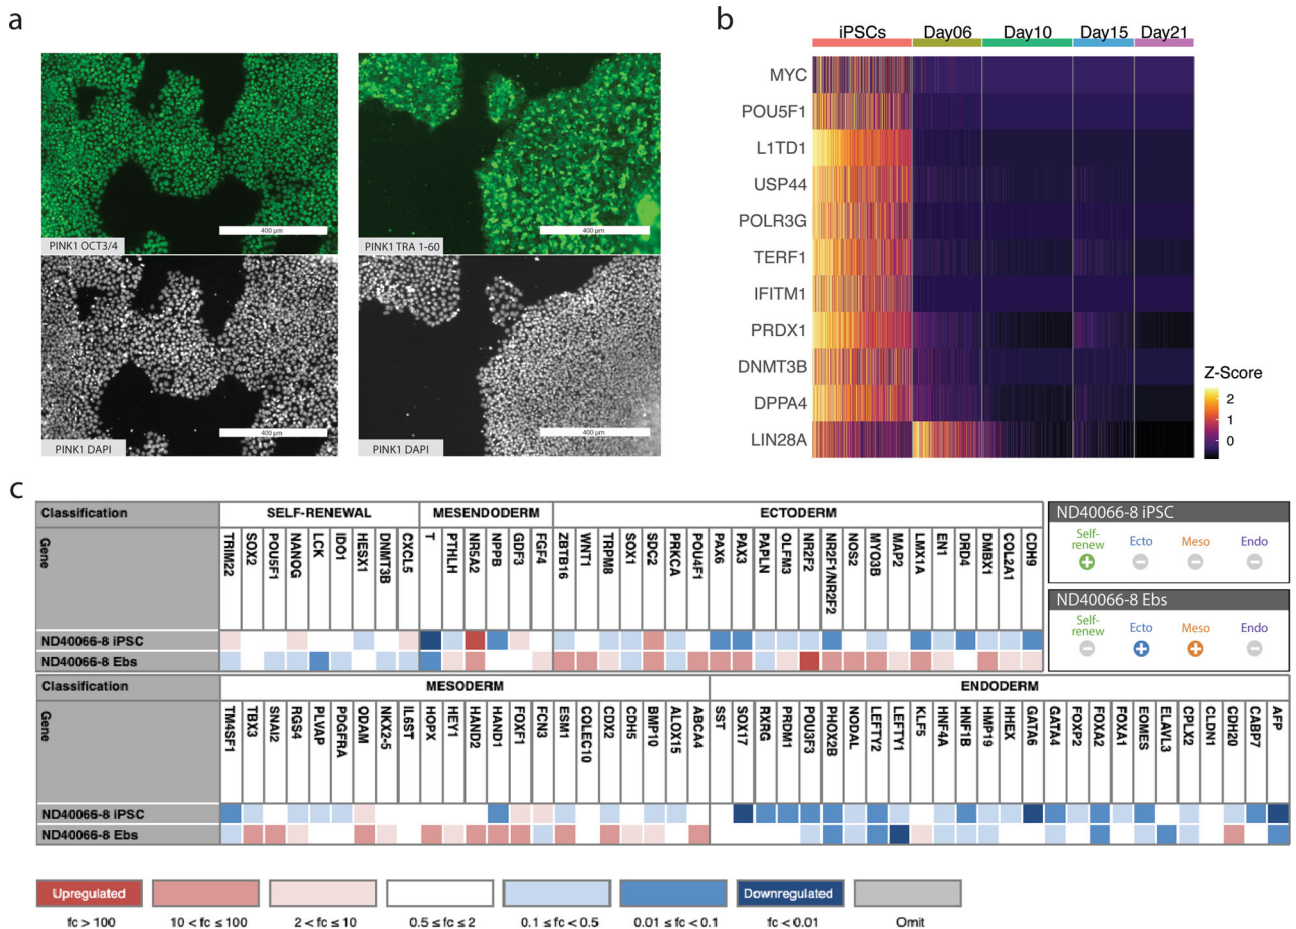 a
PINK1 OCT3/4
400 µm
PINK1 TRA 1-60
400 µm
PINK1 DAPI
400 µm
PINK1 DAPI
400 µm
b
iPSCs Day06 Day10 Day15 Day21
MYC
POU5F1
L1TD1
USP44
POLR3G
TERF1
IFITM1
PRDX1
DNMT3B
DPPA4
LIN28A
Z-Score
2
1
0
c
Classification SELF-RENEWAL MESENDODERM ECTODERM
Gene TRIM22 SOX2 POU5F1 NANOG LCK IDO1 HESX1 DNMT3B CXCL5 T PTHLH NR5A2 NPPB GDF3 FGF4 ZBTB16 WNT1 TRPM8 SOX1 SDC2 PRKCA POU4F1 PAX6 PAX3 PAPLN OLFM3 NR2F2 NR2F1/NR2F2 NOS2 MYO3B MAP2 LMX1A EN1 DRD4 DMBX1 COL2A1 CDH9
ND40066-8 iPSC
ND40066-8 Ebs
ND40066-8 iPSC
Self-renew Ecto Meso Endo
ND40066-8 Ebs
Self-renew Ecto Meso Endo
Classification MESODERM ENDODERM
Gene TM4SF1 TBX3 SNAI2 RGS4 PLVAP PDGFRA ODAM NKX2-5 IL6ST HOPX HEY1 HAND2 HAND1 FOXF1 FCN3 ESM1 COLEC10 CDX2 CDH5 BMP10 ALOX15 ABCA4 SST SOX17 RXRG PRDM1 POU3F3 PHOX2B NODAL LEFTY2 LEFTY1 KLF5 HNF4A HNF1B HMP19 HHEX GATA6 GATA4 FOXP2 FOXA2 FOXA1 EOMES ELAVL3 CPLX2 CLDN1 CDH20 CABP7 AFP
ND40066-8 iPSC
ND40066-8 Ebs
Upregulated Downregulated
fc > 100 10 < fc ≤ 100 2 < fc ≤ 10 0.5 ≤ fc ≤ 2 0.1 ≤ fc < 0.5 0.01 ≤ fc < 0.1 fc < 0.01 Omit